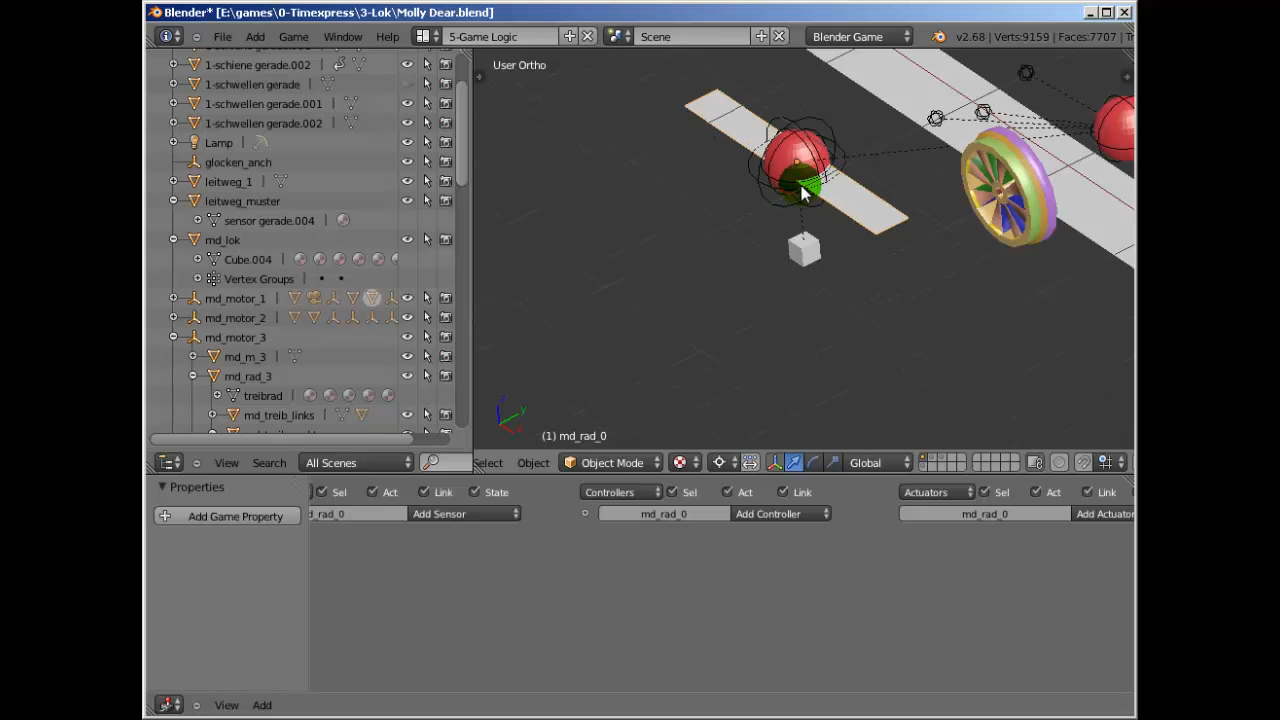 Blender* [E:\games\0-Timexpress\3-Lok\Molly Dear.blend]
File Add Game Window Help 5-Game Logic Scene Blender Game v2.68 | Verts:9159 | Faces:7707 | Tr
1-schiene gerade.002
1-schwellen gerade
1-schwellen gerade.001
1-schwellen gerade.002
Lamp
glocken_anch
leitweg_1
leitweg_muster
sensor gerade.004
md_lok
Cube.004
Vertex Groups
md_motor_1
md_motor_2
md_motor_3
md_m_3
md_rad_3
treibrad
md_treib_links
User Ortho
z
y
x
(1) md_rad_0
View Search All Scenes
Select Object Object Mode Global
Properties
Add Game Property
Sel Act Link State Controllers Sel Act Link Actuators Sel Act Link
d_rad_0 Add Sensor md_rad_0 Add Controller md_rad_0 Add Actuator
View Add